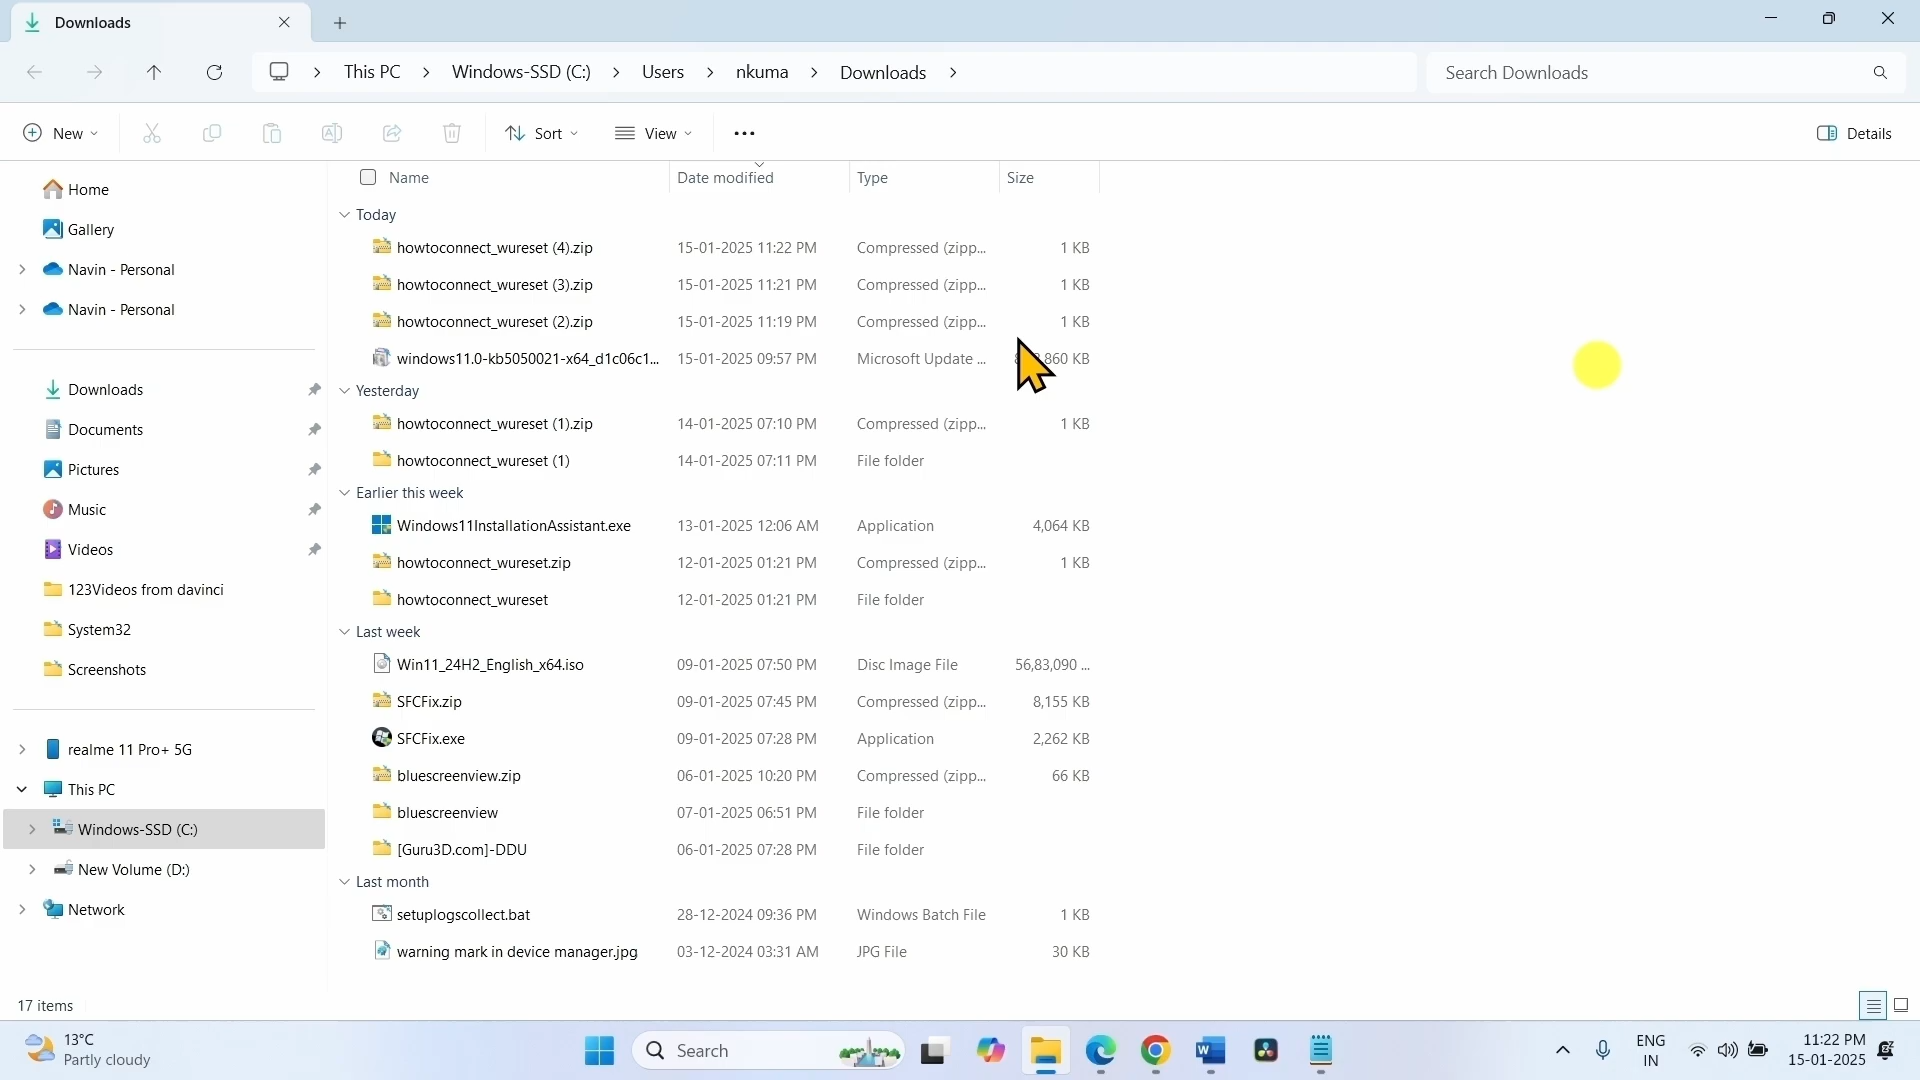 Downloads
This PC > Windows-SSD (C:) > Users > nkuma > Downloads >
Search Downloads
New
Sort
View
Details
Name Date modified Type Size
Today
howtoconnect_wureset (4).zip 15-01-2025 11:22 PM Compressed (zipp... 1 KB
howtoconnect_wureset (3).zip 15-01-2025 11:21 PM Compressed (zipp... 1 KB
howtoconnect_wureset (2).zip 15-01-2025 11:19 PM Compressed (zipp... 1 KB
windows11.0-kb5050021-x64_d1c06c1... 15-01-2025 09:57 PM Microsoft Update ... KB
Yesterday
howtoconnect_wureset (1).zip 14-01-2025 07:10 PM Compressed (zipp... 1 KB
howtoconnect_wureset (1) 14-01-2025 07:11 PM File folder
Earlier this week
Windows11InstallationAssistant.exe 13-01-2025 12:06 AM Application 4,064 KB
howtoconnect_wureset.zip 12-01-2025 01:21 PM Compressed (zipp... 1 KB
howtoconnect_wureset 12-01-2025 01:21 PM File folder
Last week
Win11_24H2_English_x64.iso 09-01-2025 07:50 PM Disc Image File 56,83,090 ...
SFCFix.zip 09-01-2025 07:45 PM Compressed (zipp... 8,155 KB
SFCFix.exe 09-01-2025 07:28 PM Application 2,262 KB
bluescreenview.zip 06-01-2025 10:20 PM Compressed (zipp... 66 KB
bluescreenview 07-01-2025 06:51 PM File folder
[Guru3D.com]-DDU 06-01-2025 07:28 PM File folder
Last month
setuplogscollect.bat 28-12-2024 09:36 PM Windows Batch File 1 KB
warning mark in device manager.jpg 03-12-2024 03:31 AM JPG File 30 KB
Home
Gallery
Navin - Personal
Navin - Personal
Downloads
Documents
Pictures
Music
Videos
123Videos from davinci
System32
Screenshots
realme 11 Pro+ 5G
This PC
Windows-SSD (C:)
New Volume (D:)
Network
17 items
13°C
Partly cloudy
Search
ENG
IN
11:22 PM
15-01-2025